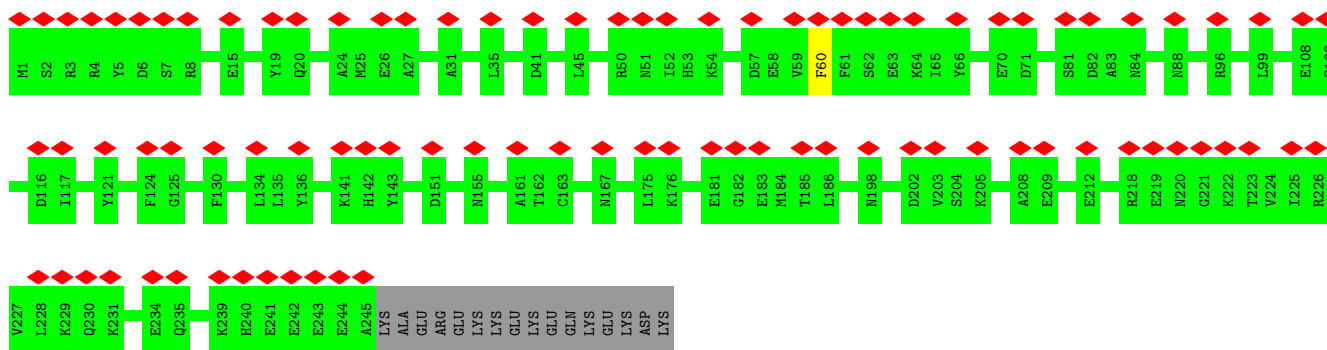 M1 S2 R3 R4 Y5 D6 S7 R8 E15 Y19 Q20 A24 M25 E26 A27 A31 L35 D41 L45 R50 N51 I52 H53 K54 D57 E58 V59 F60 F61 S62 E63 K64 I65 Y66 E70 D71 S81 D82 A83 N84 N88 R96 L99 E108
D116 I117 Y121 F124 G125 F130 L134 L135 Y136 K141 H142 Y143 D151 N155 A161 T162 C163 N167 L175 K176 E181 G182 E183 M184 T185 L186 N198 D202 V203 S204 K205 A208 E209 E212 R218 E219 N220 G221 K222 T223 V224 I225 R226
V227 L228 K229 Q230 K231 E234 Q235 K239 H240 E241 E242 E243 E244 A245 LYS ALA GLU ARG GLU LYS LYS GLU LYS GLU GLN LYS GLU LYS ASP LYS